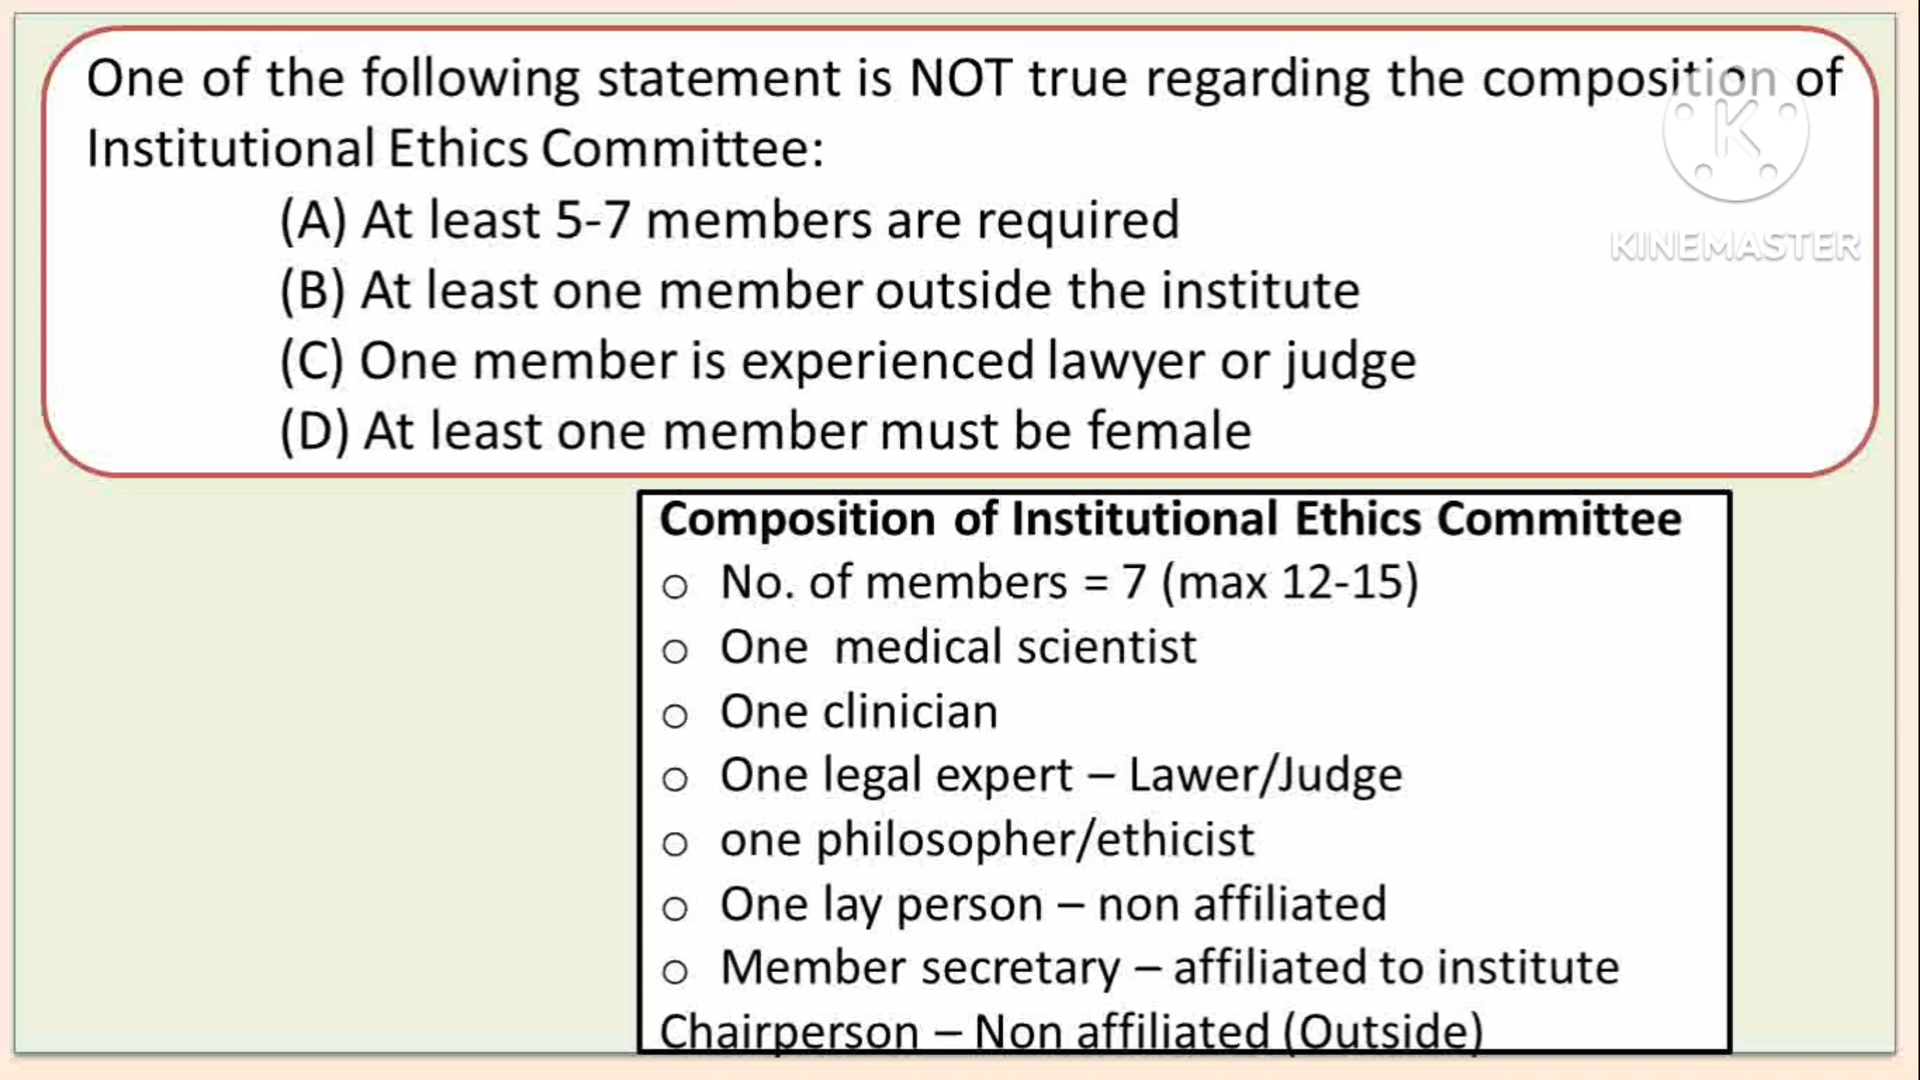 One of the following statement is NOT true regarding the composition of
Institutional Ethics Committee:
(A) At least 5-7 members are required
(B) At least one member outside the institute
(C) One member is experienced lawyer or judge
(D) At least one member must be female
K
KINEMASTER
Composition of Institutional Ethics Committee
o No. of members = 7 (max 12-15)
o One medical scientist
o One clinician
o One legal expert – Lawer/Judge
o one philosopher/ethicist
o One lay person – non affiliated
o Member secretary – affiliated to institute
Chairperson – Non affiliated (Outside)